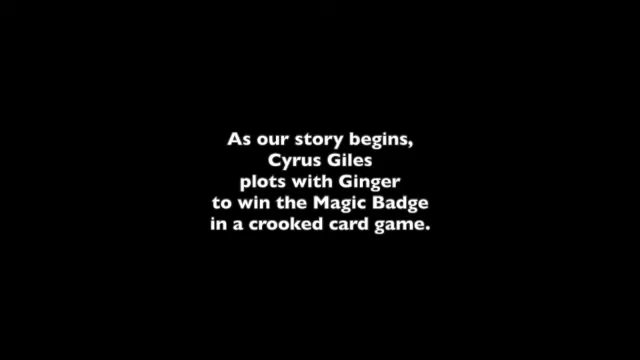 As our story begins,
Cyrus Giles
plots with Ginger
to win the Magic Badge
in a crooked card game.